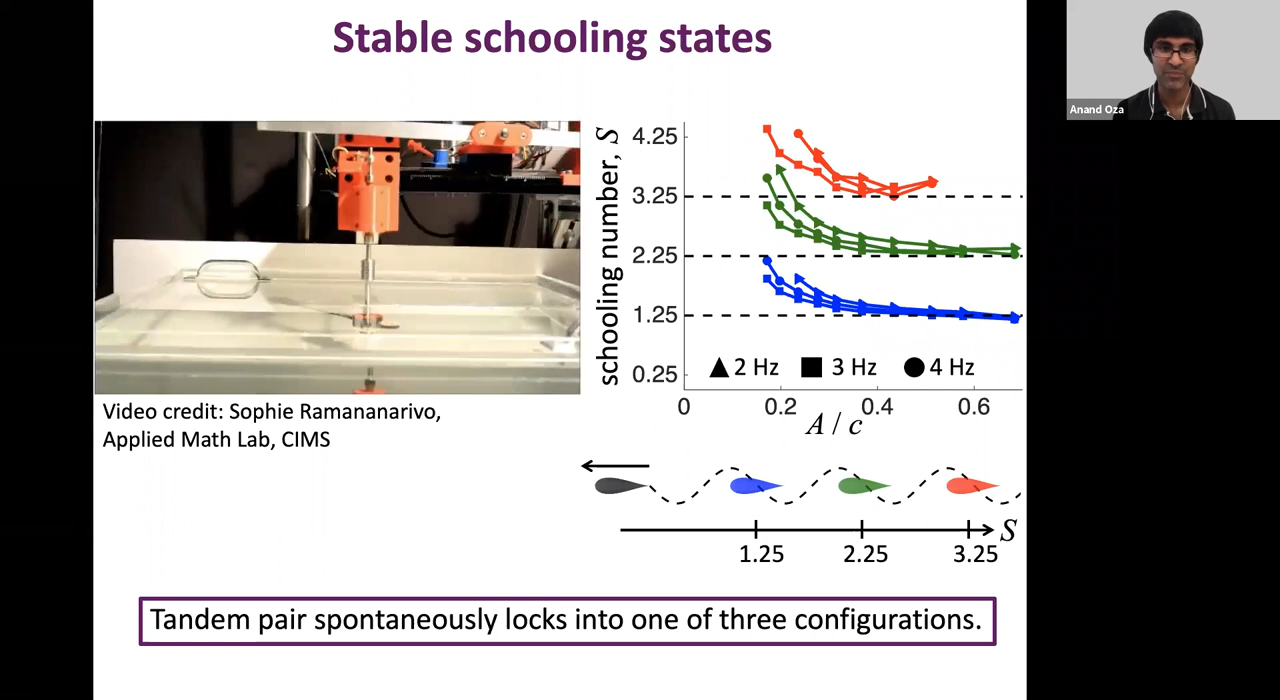 Stable schooling states
Anand Oza
schooling number, S
4.25
3.25
2.25
1.25
0.25
2 Hz
3 Hz
4 Hz
0
0.2
0.4
0.6
A / c
Video credit: Sophie Ramananarivo,
Applied Math Lab, CIMS
S
1.25
2.25
3.25
Tandem pair spontaneously locks into one of three configurations.